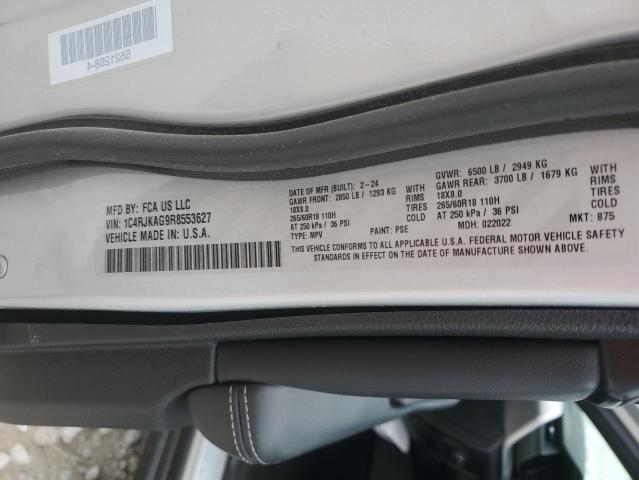 5521288-4
MFD BY: FCA US LLC
VIN: 1C4RJKAG9R8553627
VEHICLE MADE IN: U.S.A.
DATE OF MFR (BUILT): 2-24
GAWR FRONT: 2850 LB / 1293 KG
18X8.0 RIMS
265/60R18 110H TIRES
AT 250 kPa / 36 PSI COLD
TYPE: MPV PAINT: PSE
GVWR: 6500 LB / 2949 KG
GAWR REAR: 3700 LB / 1679 KG
18X8.0 RIMS
265/60R18 110H TIRES
AT 250 kPa / 36 PSI COLD
MDH: 022022 MKT: 875
THIS VEHICLE CONFORMS TO ALL APPLICABLE U.S.A. FEDERAL MOTOR VEHICLE SAFETY
STANDARDS IN EFFECT ON THE DATE OF MANUFACTURE SHOWN ABOVE.